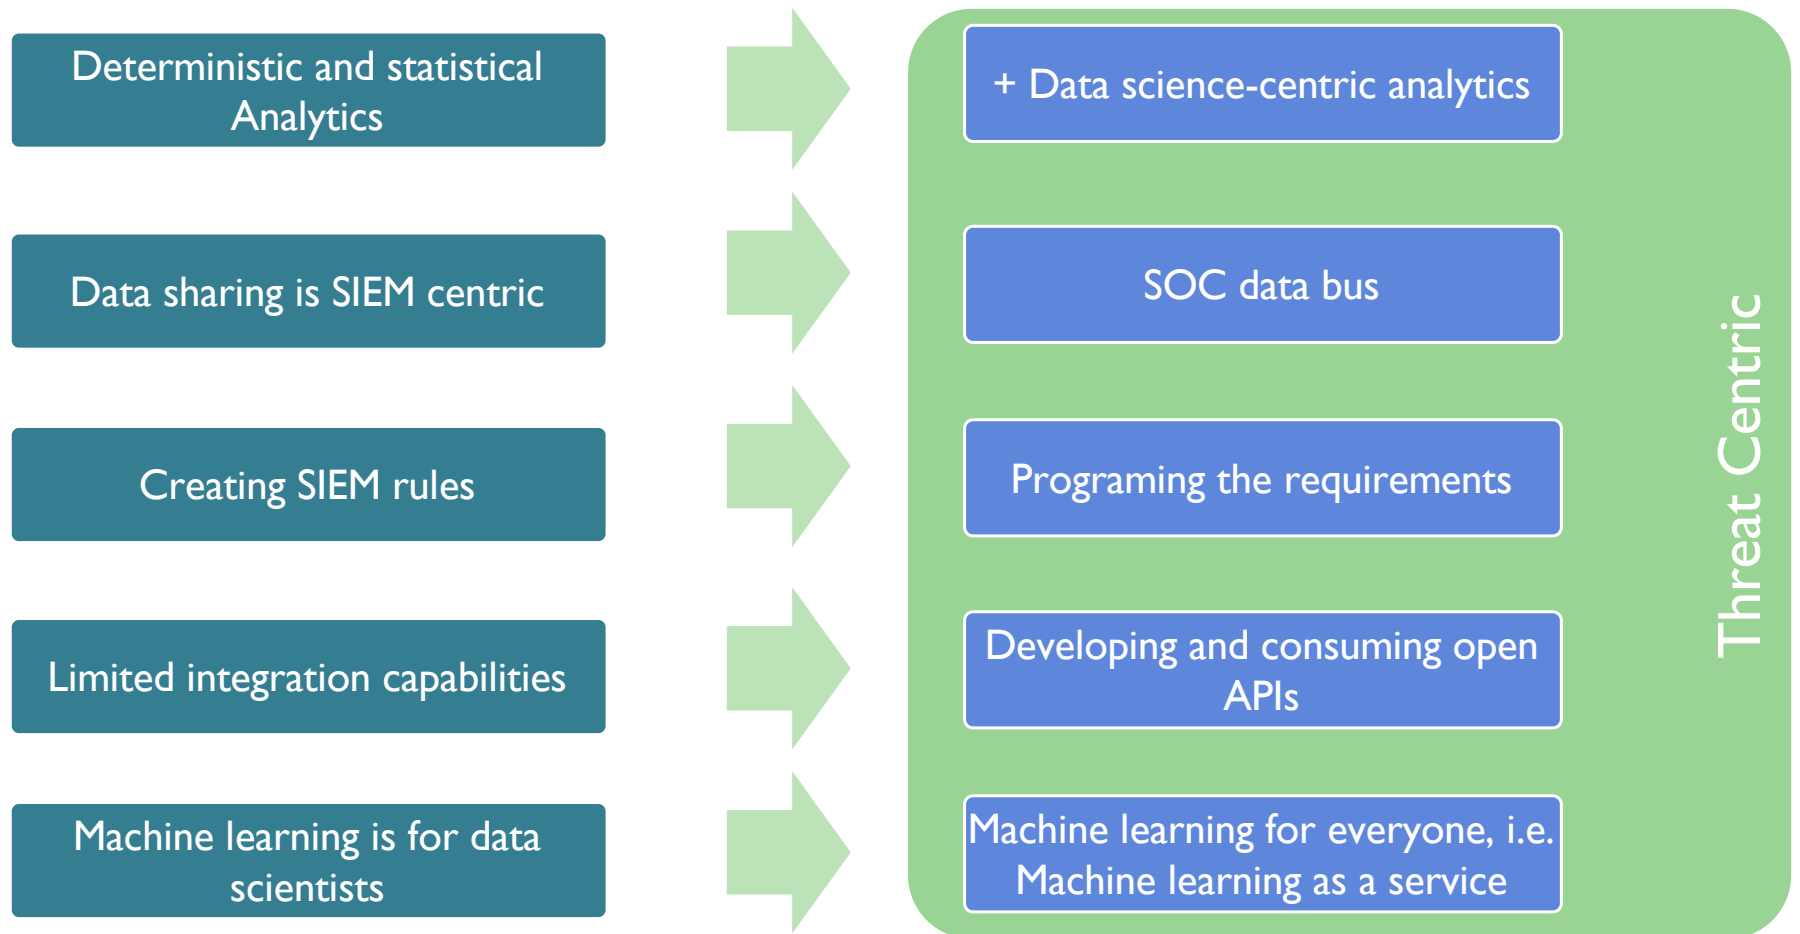 Deterministic and statistical
Analytics
+ Data science-centric analytics
Data sharing is SIEM centric
SOC data bus
Creating SIEM rules
Programing the requirements
Limited integration capabilities
Developing and consuming open
APIs
Machine learning is for data
scientists
Machine learning for everyone, i.e.
Machine learning as a service
Threat Centric